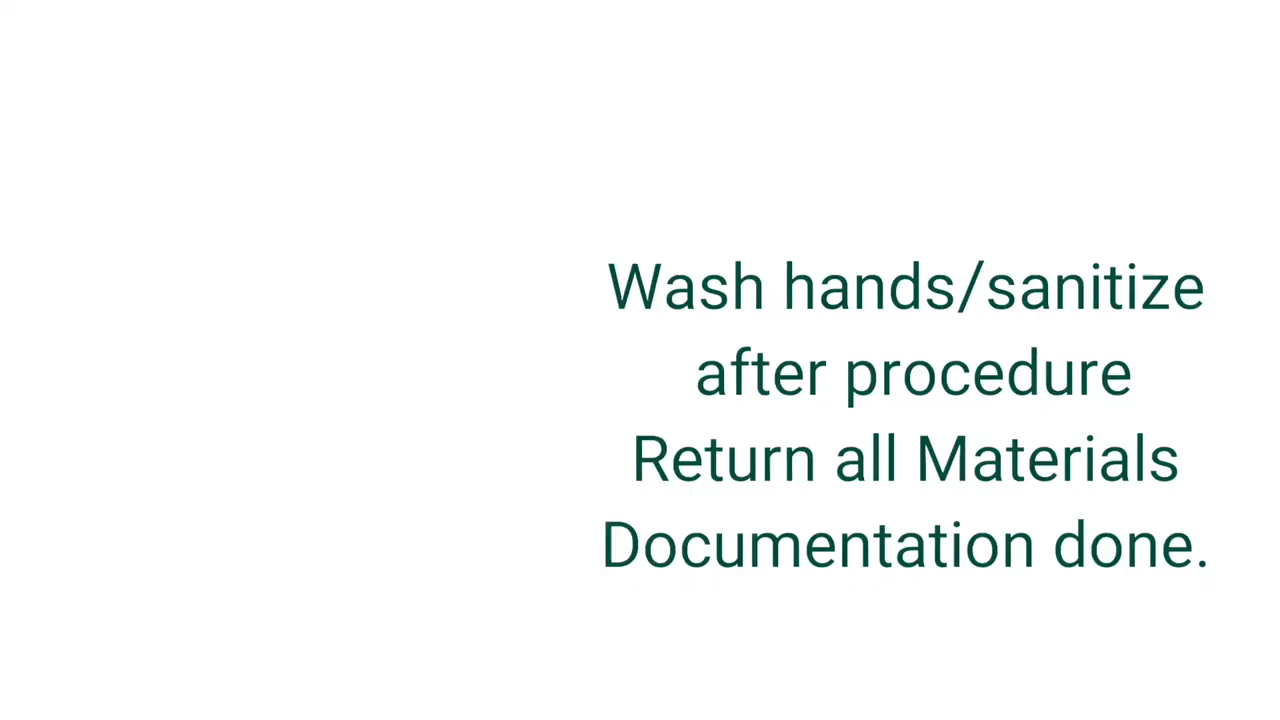 Wash hands/sanitize
after procedure
Return all Materials
Documentation done.